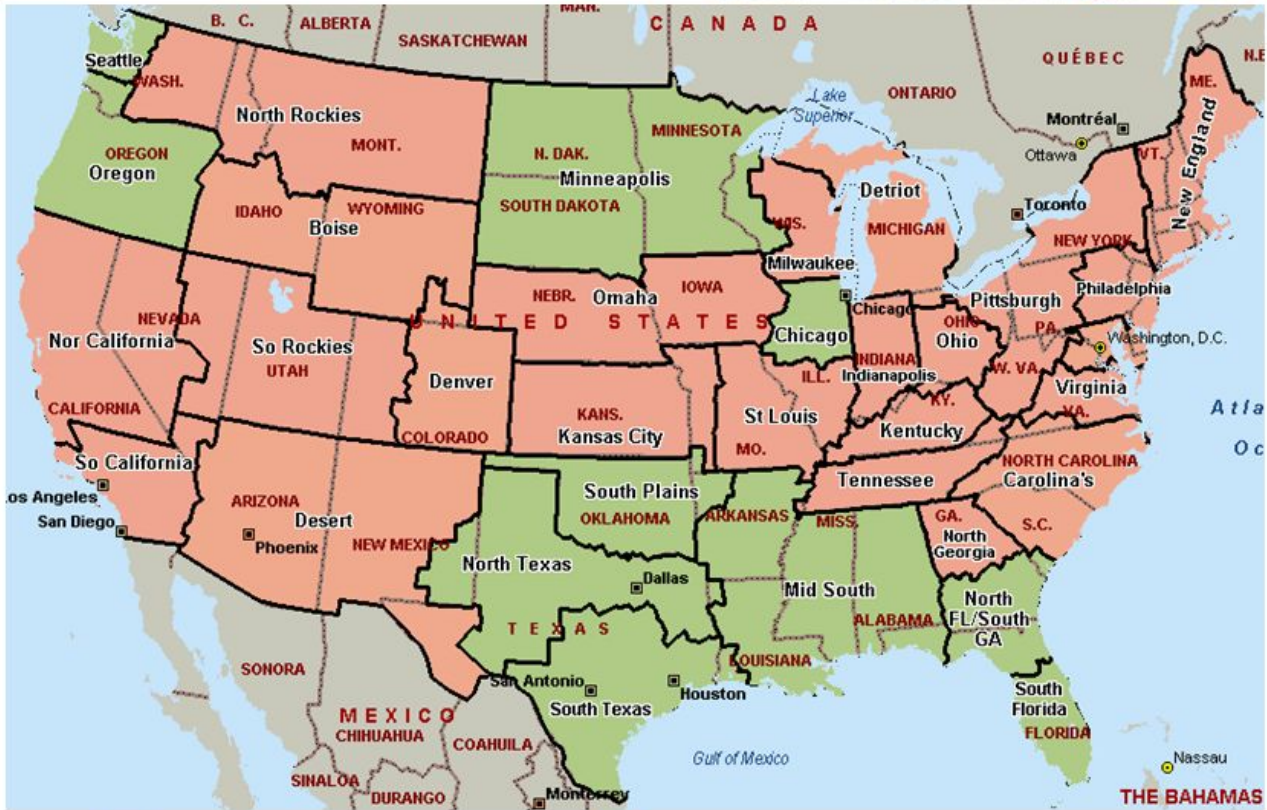 B. C.
ALBERTA
SASKATCHEWAN
MAN.
CANADA
ONTARIO
QUÉBEC
N.B
Seattle
WASH.
North Rockies
MONT.
OREGON
Oregon
IDAHO
WYOMING
Boise
N. DAK.
MINNESOTA
Minneapolis
SOUTH DAKOTA
Lake
Superior
WIS.
Milwaukee
Detriot
MICHIGAN
Montréal
Ottawa
Toronto
ME.
VT.
New England
NEW YORK
Philadelphia
Pittsburgh
PA.
OHIO
Ohio
Washington, D.C.
W. VA.
Virginia
VA.
NEBR.
Omaha
IOWA
UNITED STATES
Chicago
Chicago
INDIANA
Indianapolis
ILL.
St Louis
MO.
KY.
Kentucky
NEVADA
Nor California
CALIFORNIA
So Rockies
UTAH
Denver
COLORADO
KANS.
Kansas City
So California
Los Angeles
San Diego
ARIZONA
Desert
Phoenix
NEW MEXICO
South Plains
OKLAHOMA
ARKANSAS
Tennessee
NORTH CAROLINA
Carolina's
S.C.
GA.
North
Georgia
MISS.
Mid South
ALABAMA
North
FL/South
GA
North Texas
Dallas
TEXAS
LOUISIANA
San Antonio
Houston
South Texas
South
Florida
FLORIDA
Atla
Oc
Gulf of Mexico
SONORA
MEXICO
CHIHUAHUA
COAHUILA
SINALOA
DURANGO
Monterrey
Nassau
THE BAHAMAS